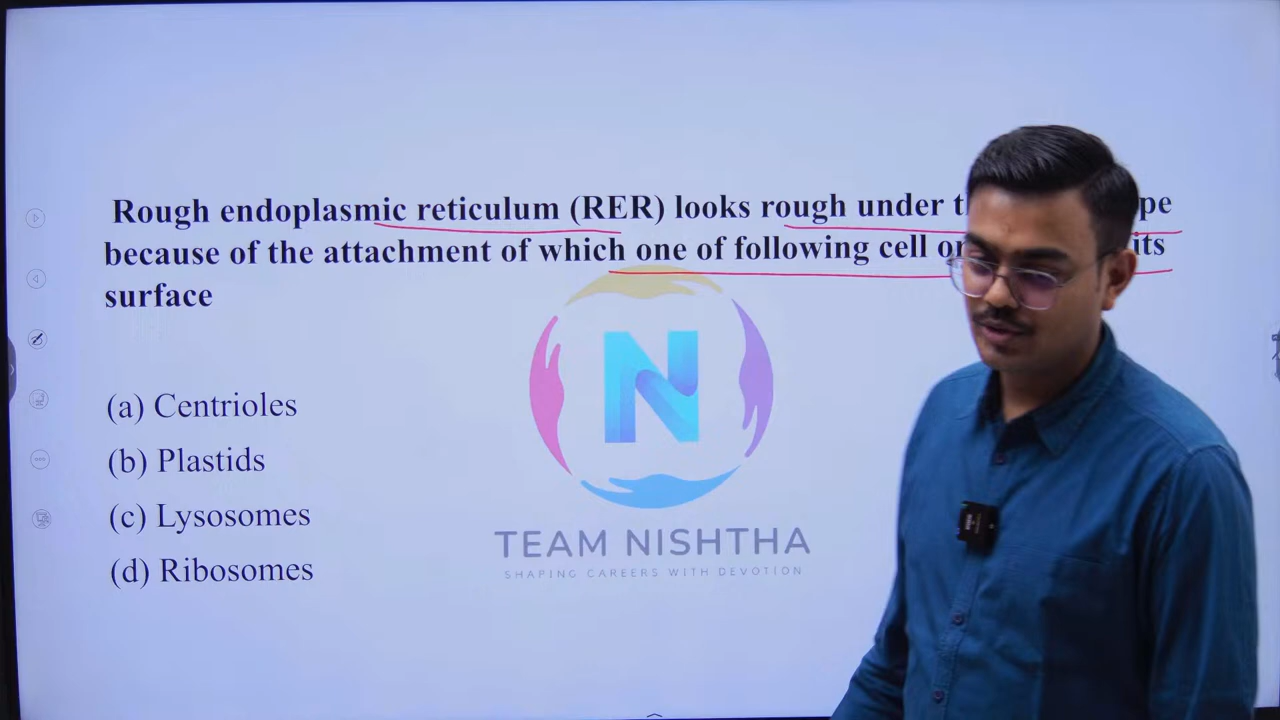 Rough endoplasmic reticulum (RER) looks rough under
because of the attachment of which one of following cell its
surface
(a) Centrioles
(b) Plastids
(c) Lysosomes
(d) Ribosomes
N
TEAM NISHTHA
SHAPING CAREERS WITH DEVOTION